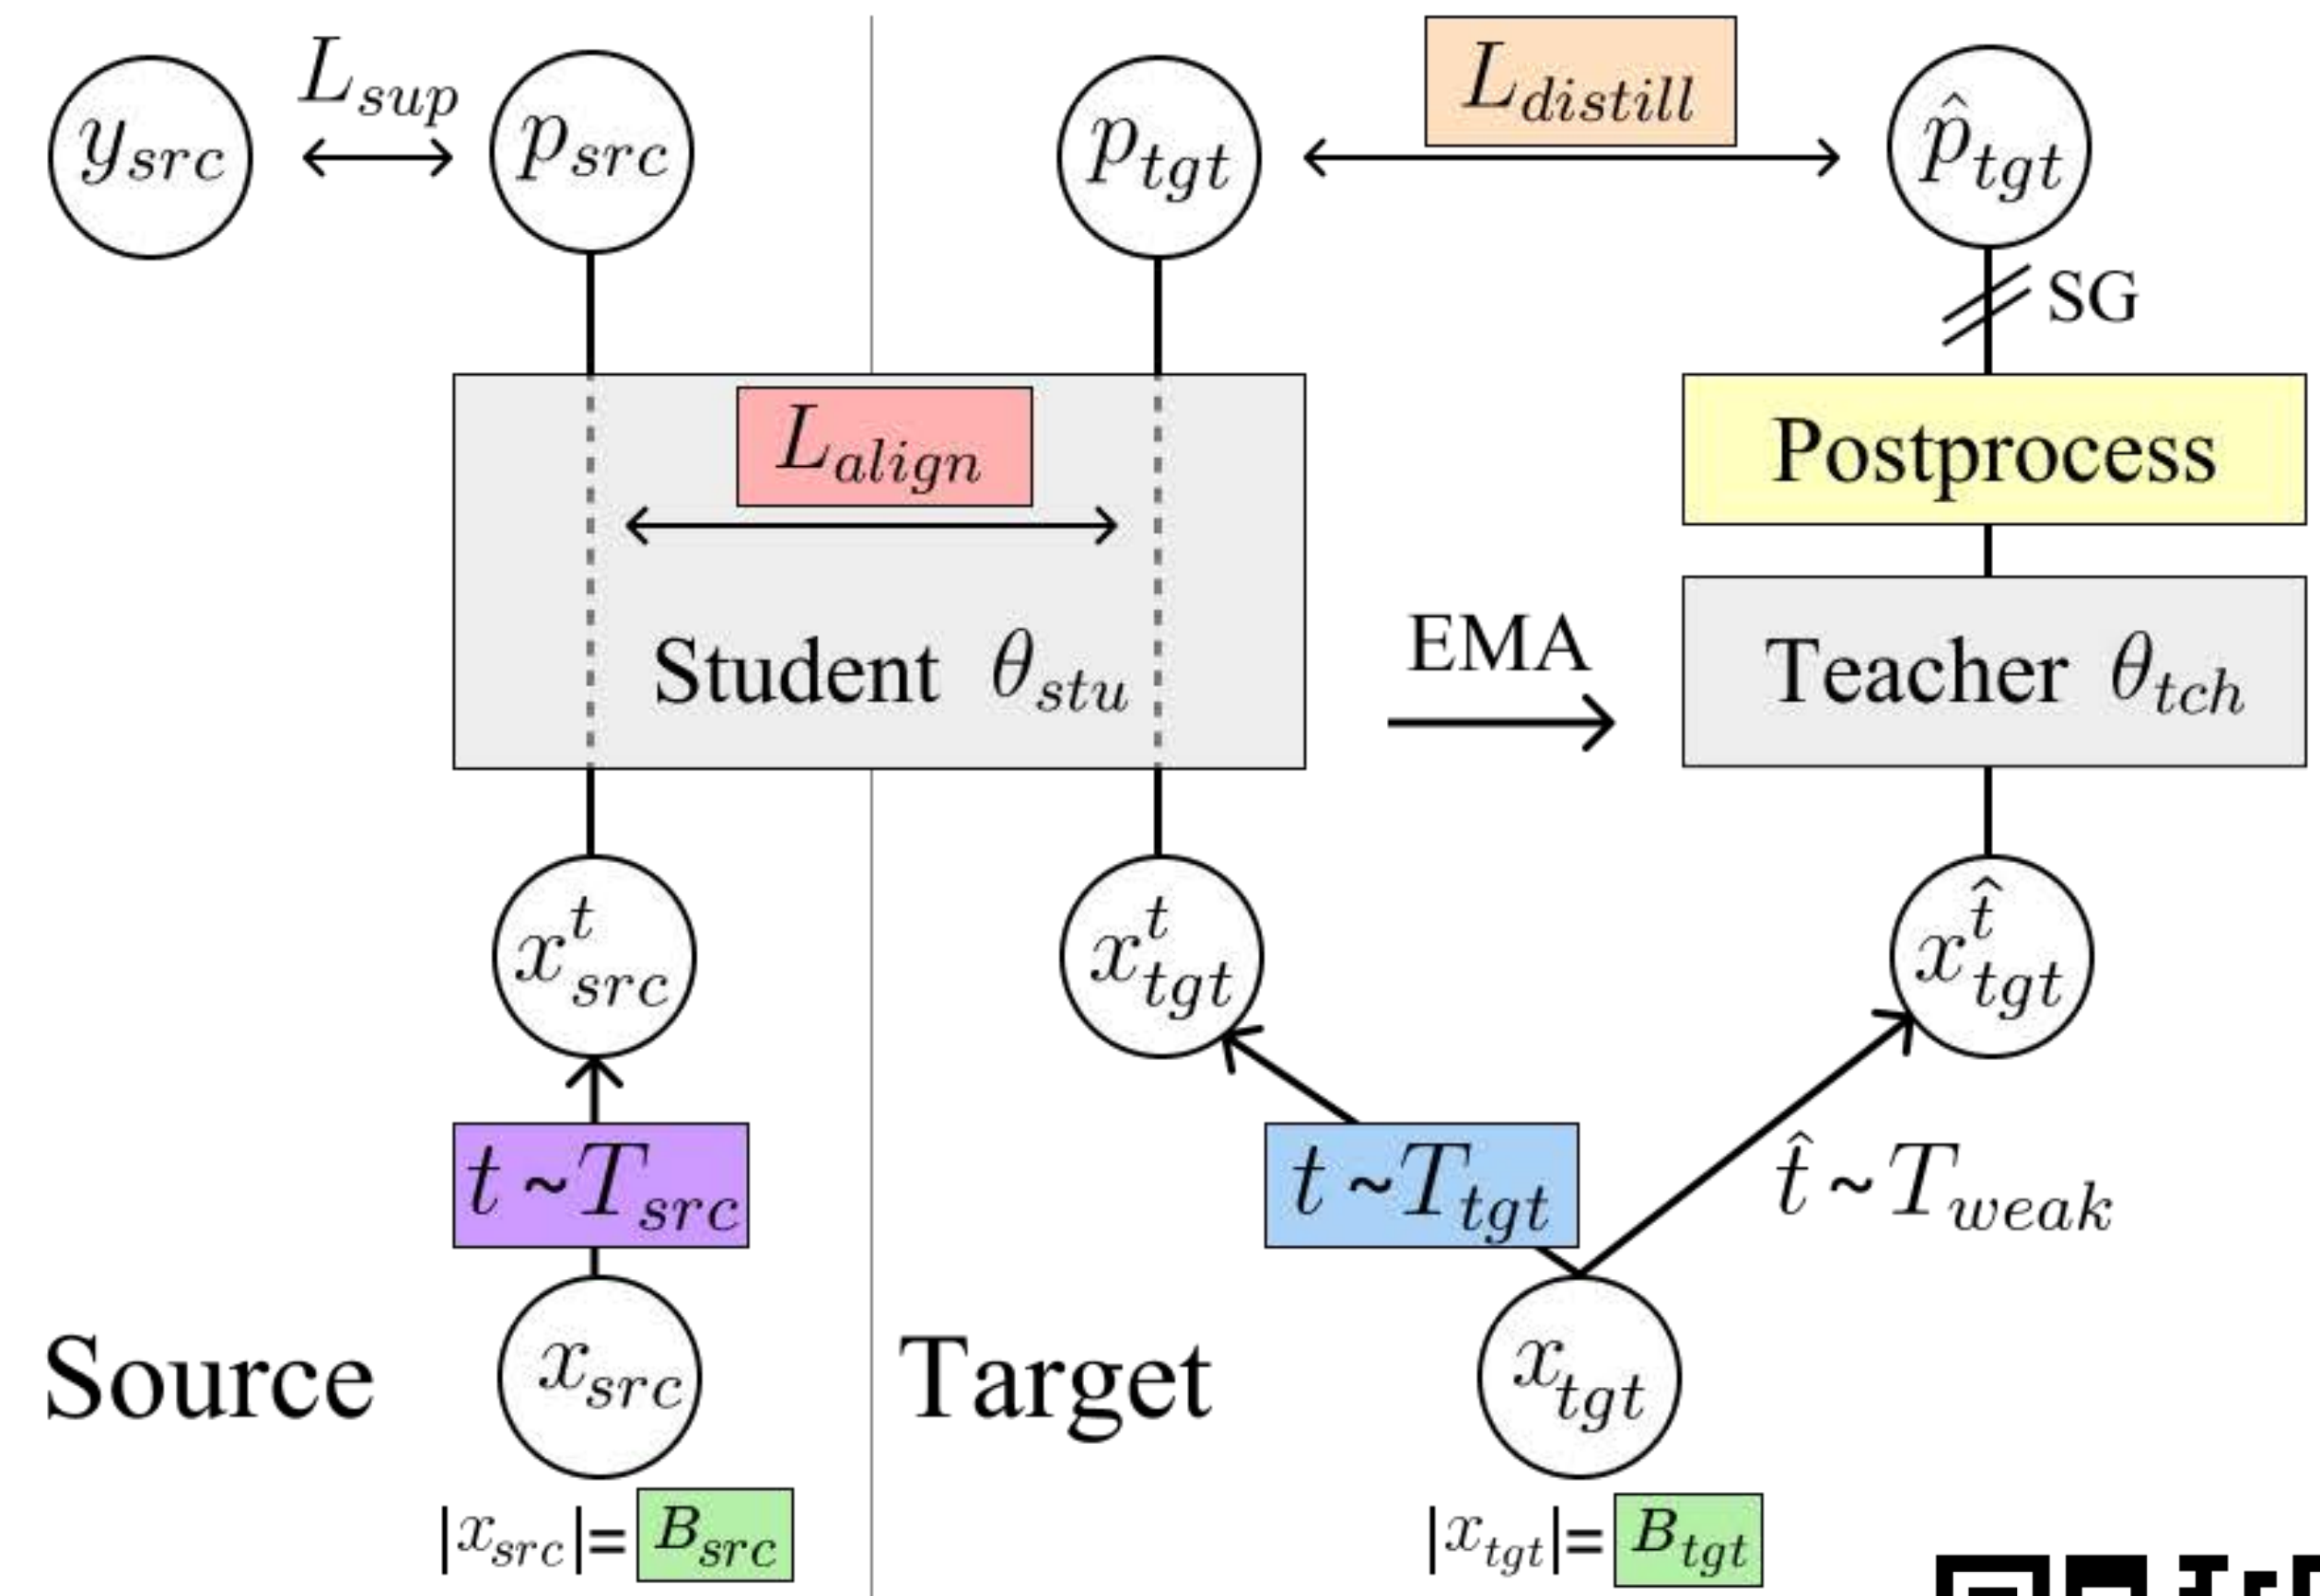 y_src
L_sup
p_src
p_tgt
L_distill
p̂_tgt
SG
L_align
Postprocess
Student θ_stu
EMA
Teacher θ_tch
x^t_src
x^t_tgt
x^t̂_tgt
t ~ T_src
t ~ T_tgt
t̂ ~ T_weak
Source
x_src
Target
x_tgt
|x_src| = B_src
|x_tgt| = B_tgt